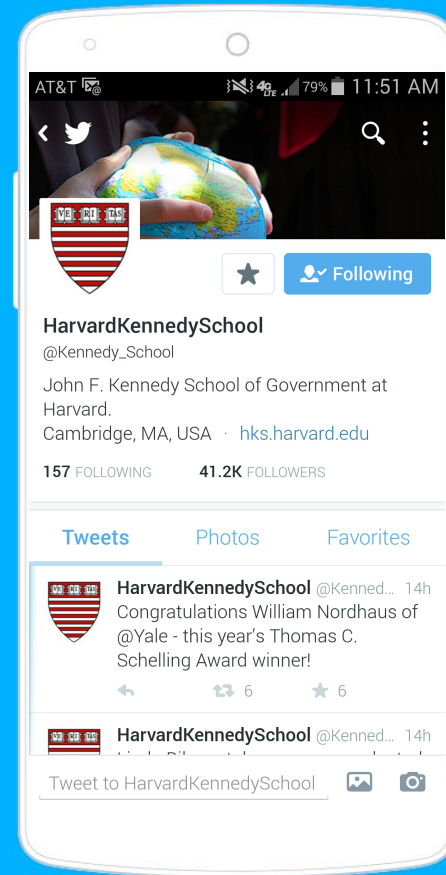 AT&T 4G LTE 79% 11:51 AM
VE RI TAS
Following
HarvardKennedySchool
@Kennedy_School
John F. Kennedy School of Government at
Harvard.
Cambridge, MA, USA · hks.harvard.edu
157 FOLLOWING 41.2K FOLLOWERS
Tweets Photos Favorites
VE RI TAS
HarvardKennedySchool @Kenned... 14h
Congratulations William Nordhaus of
@Yale - this year's Thomas C.
Schelling Award winner!
6 6
VE RI TAS
HarvardKennedySchool @Kenned... 14h
Tweet to HarvardKennedySchool